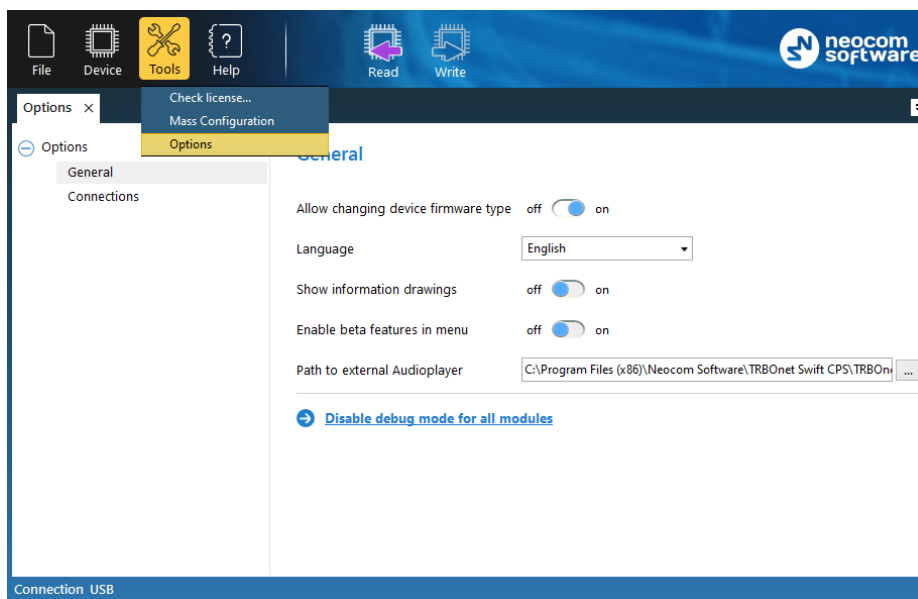 File Device Tools Help Read Write neocom
software
Check license...
Options Mass Configuration
Options Options
General General
Connections
Allow changing device firmware type off on
Language English
Show information drawings off on
Enable beta features in menu off on
Path to external Audioplayer C:\Program Files (x86)\Neocom Software\TRBOnet Swift CPS\TRBOn ...
Disable debug mode for all modules
Connection USB